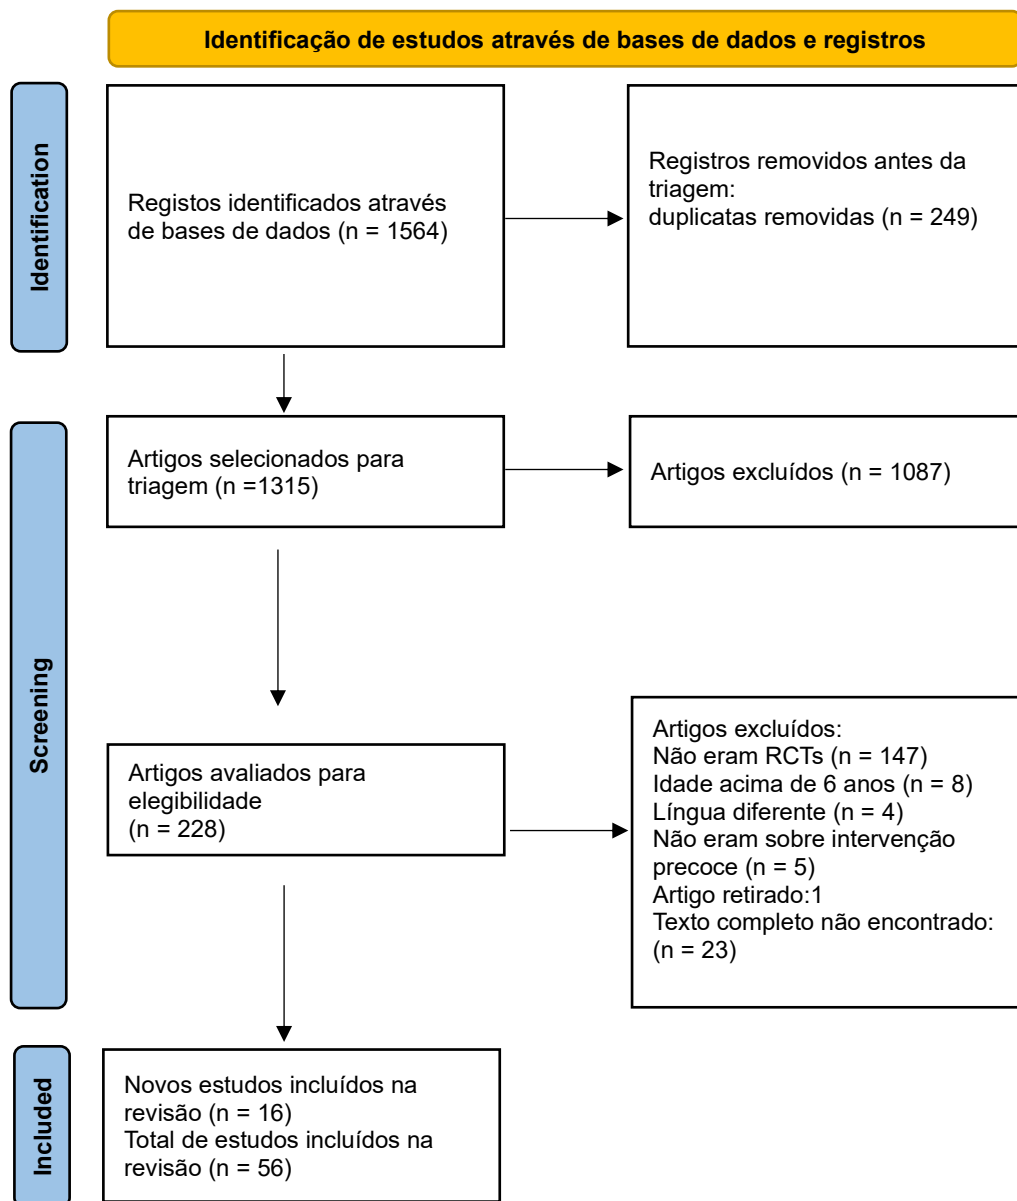 Identificação de estudos através de bases de dados e registros
Identification
Registos identificados através
de bases de dados (n = 1564)
Registros removidos antes da
triagem:
duplicatas removidas (n = 249)
Screening
Artigos selecionados para
triagem (n =1315)
Artigos excluídos (n = 1087)
Artigos avaliados para
elegibilidade
(n = 228)
Artigos excluídos:
Não eram RCTs (n = 147)
Idade acima de 6 anos (n = 8)
Língua diferente (n = 4)
Não eram sobre intervenção
precoce (n = 5)
Artigo retirado:1
Texto completo não encontrado:
(n = 23)
Included
Novos estudos incluídos na
revisão (n = 16)
Total de estudos incluídos na
revisão (n = 56)